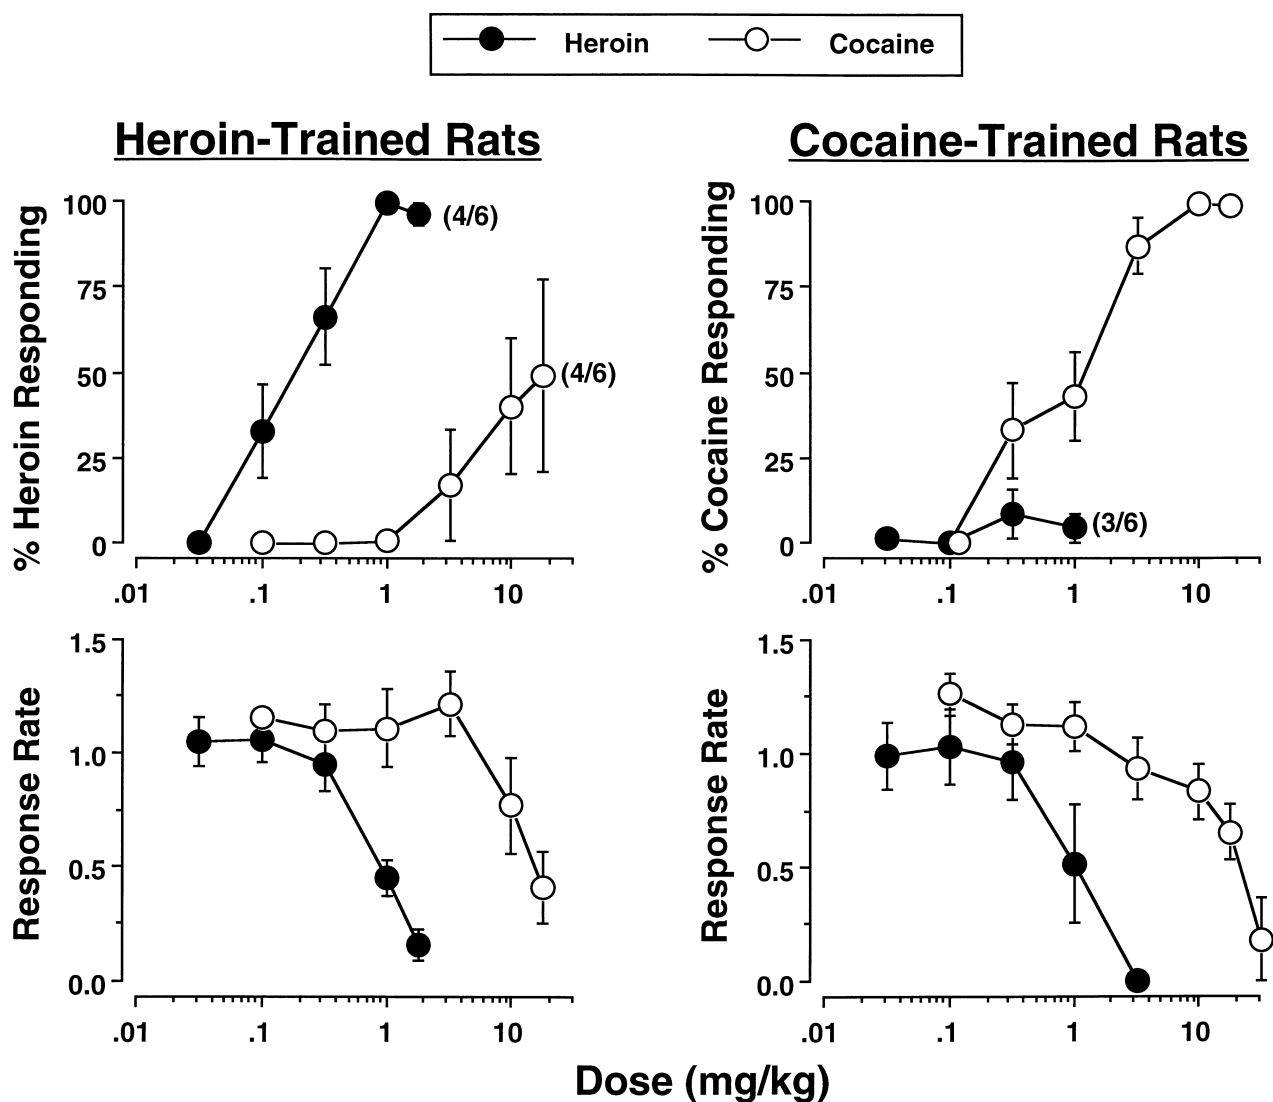 Heroin Cocaine
Heroin-Trained Rats Cocaine-Trained Rats
% Heroin Responding
100
75
50
25
0
(4/6)
(4/6)
.01 .1 1 10
% Cocaine Responding
100
75
50
25
0
(3/6)
.01 .1 1 10
Response Rate
1.5
1.0
0.5
0.0
.01 .1 1 10
Response Rate
1.5
1.0
0.5
0.0
.01 .1 1 10
Dose (mg/kg)